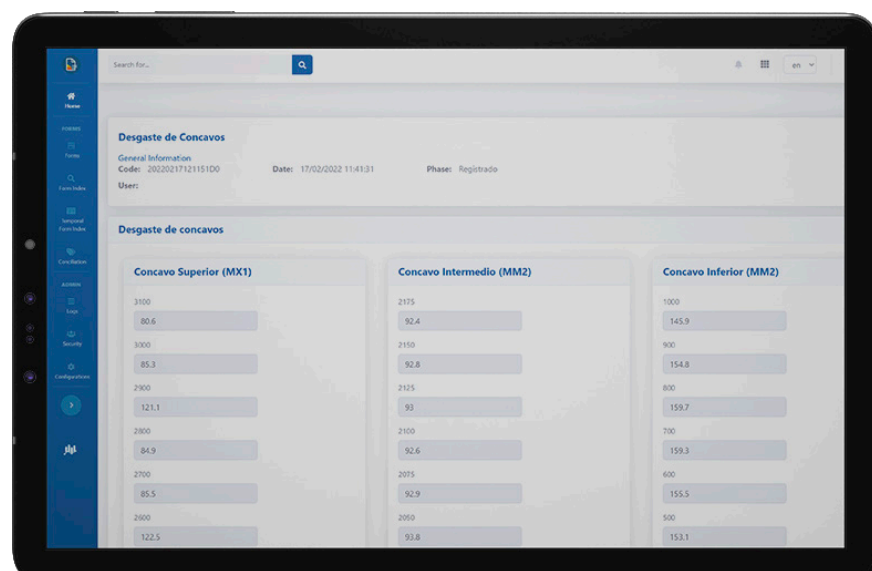 Search for...
en
Home
FORMS
Forms
Form Index
Temporal
Form Index
Conciliation
ADMIN
Logs
Security
Configurations
Desgaste de Concavos
General Information
Code: 20220217121151D0 Date: 17/02/2022 11:41:31 Phase: Registrado
User:
Desgaste de concavos
Concavo Superior (MX1)
3100
80.6
3000
85.3
2900
121.1
2800
84.9
2700
85.5
2600
122.5
Concavo Intermedio (MM2)
2175
92.4
2150
92.8
2125
93
2100
92.6
2075
92.9
2050
93.8
Concavo Inferior (MM2)
1000
145.9
900
154.8
800
159.7
700
159.3
600
155.5
500
153.1